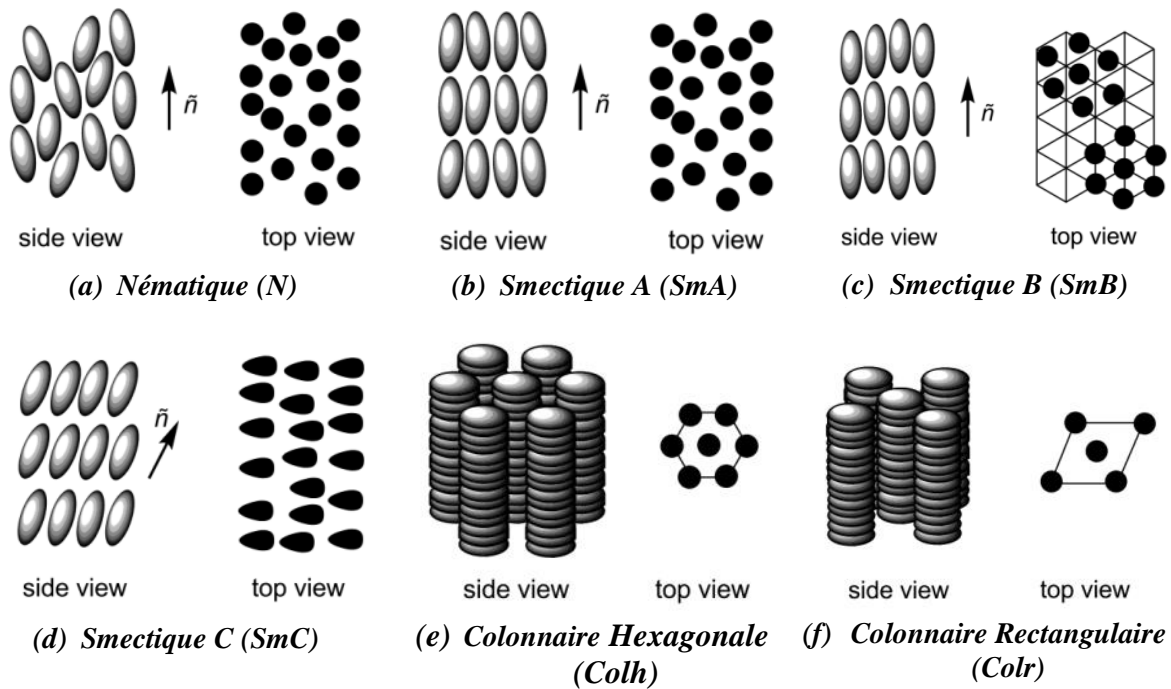 ñ
side view
top view
(a) Nématique (N)
ñ
side view
top view
(b) Smectique A (SmA)
ñ
side view
top view
(c) Smectique B (SmB)
ñ
side view
top view
(d) Smectique C (SmC)
side view
top view
(e) Colonnaire Hexagonale
(Colh)
side view
top view
(f) Colonnaire Rectangulaire
(Colr)